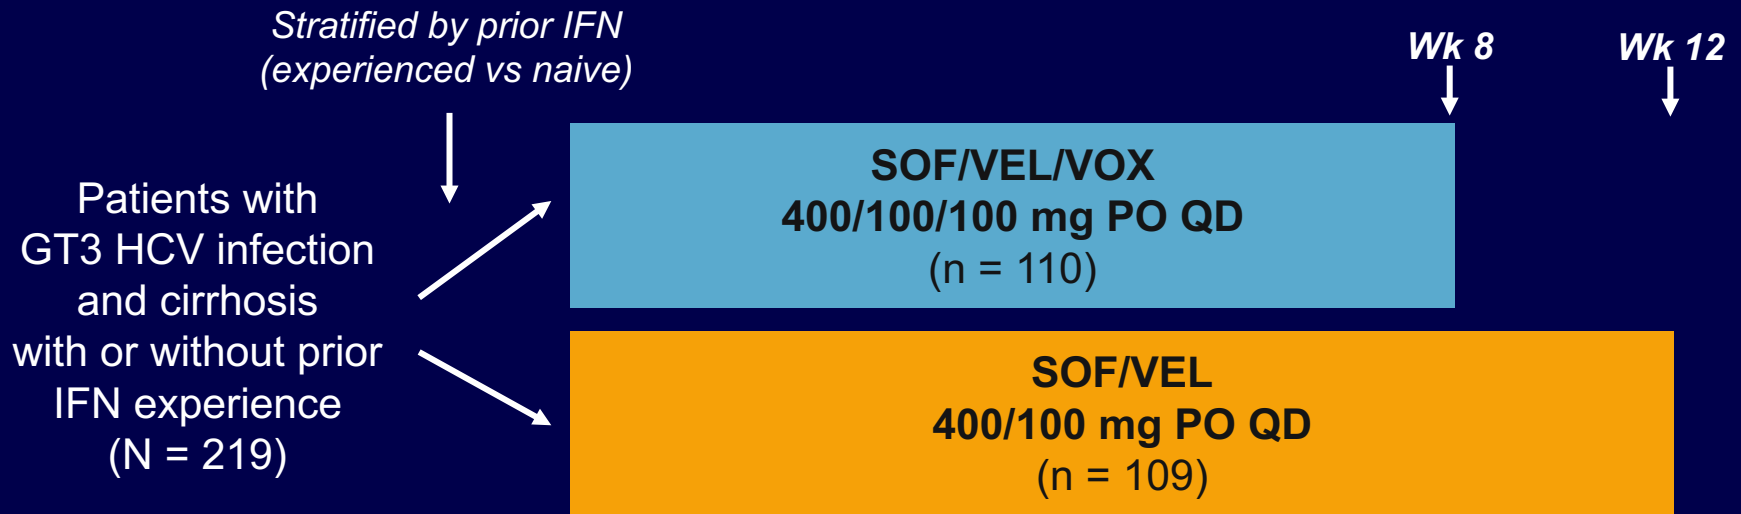 Stratified by prior IFN
(experienced vs naive)
Wk 8
Wk 12
Patients with
GT3 HCV infection
and cirrhosis
with or without prior
IFN experience
(N = 219)
SOF/VEL/VOX
400/100/100 mg PO QD
(n = 110)
SOF/VEL
400/100 mg PO QD
(n = 109)